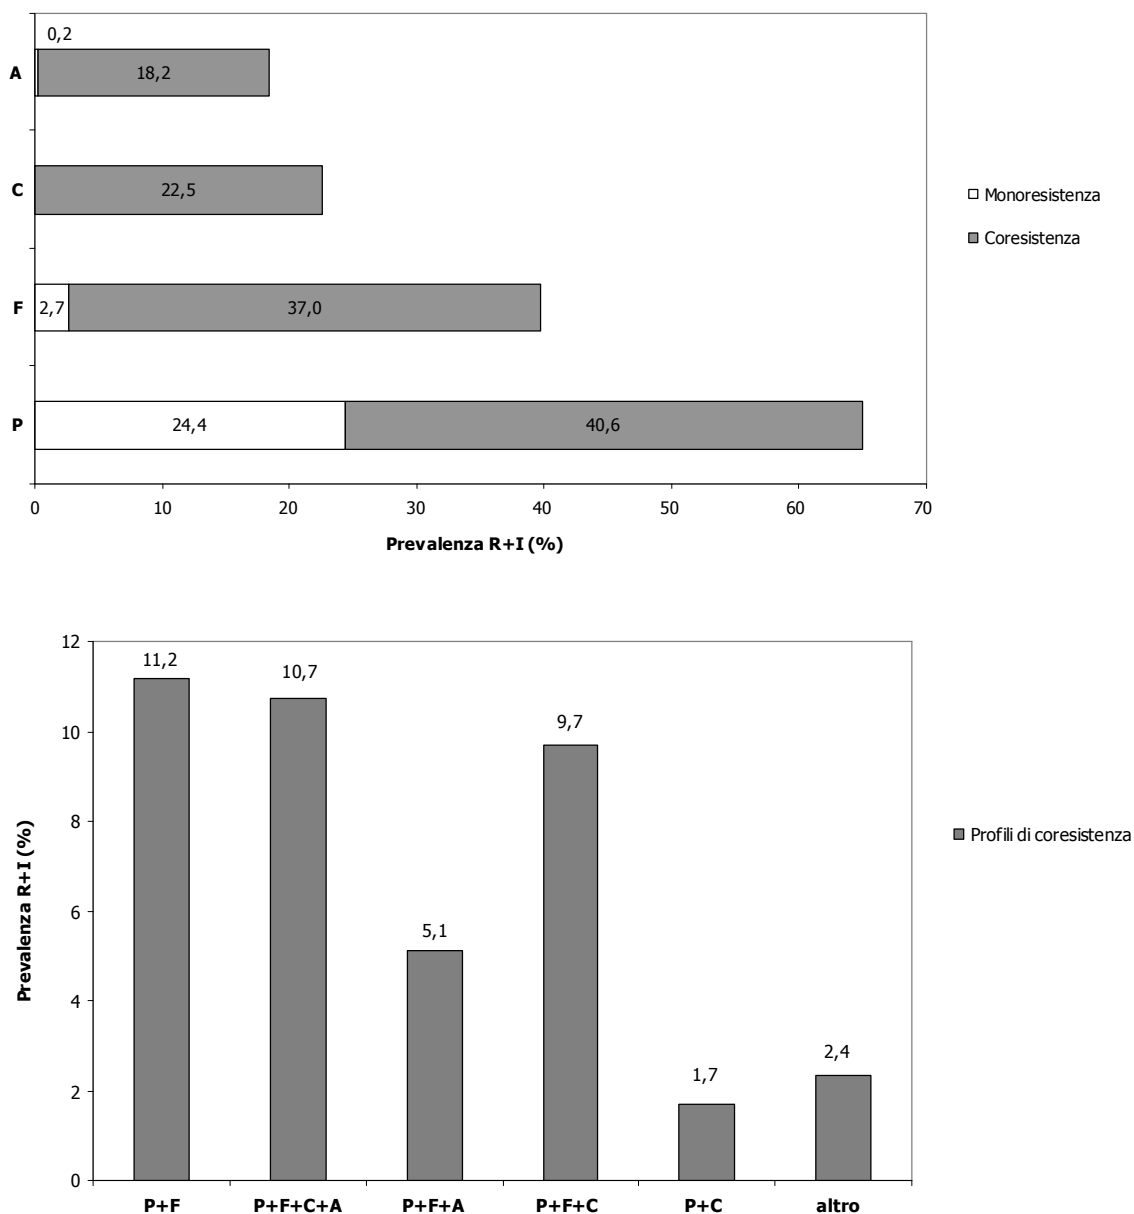 0,2
A
18,2
C
22,5
Monoresistenza
Coresistenza
F
2,7
37,0
P
24,4
40,6
0 10 20 30 40 50 60 70
Prevalenza R+I (%)
12
11,2
10,7
10
9,7
8
Prevalenza R+I (%)
Profili di coresistenza
6
5,1
4
2,4
2
1,7
0
P+F P+F+C+A P+F+A P+F+C P+C altro